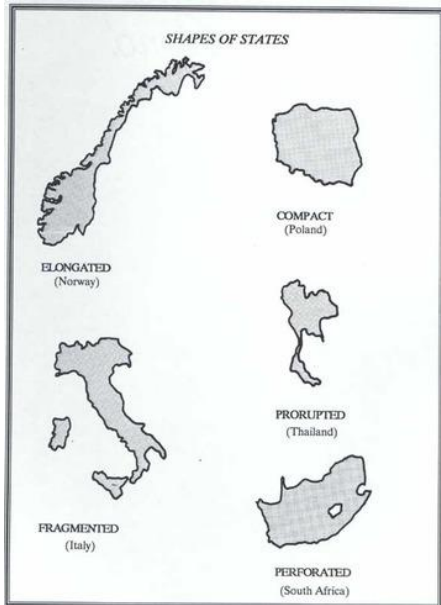 SHAPES OF STATES
ELONGATED
(Norway)
COMPACT
(Poland)
PRORUPTED
(Thailand)
FRAGMENTED
(Italy)
PERFORATED
(South Africa)